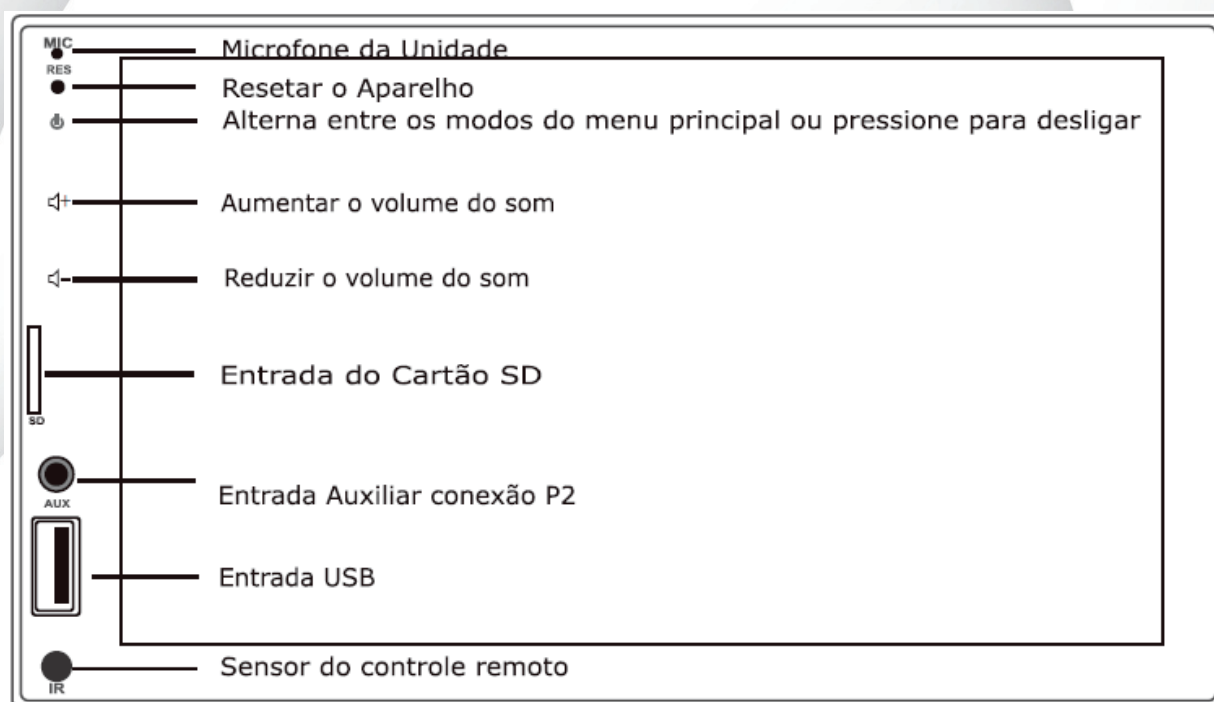 MIC
Microfone da Unidade
RES
Resetar o Aparelho
Alterna entre os modos do menu principal ou pressione para desligar
+
Aumentar o volume do som
-
Reduzir o volume do som
Entrada do Cartão SD
SD
AUX
Entrada Auxiliar conexão P2
Entrada USB
Sensor do controle remoto
IR